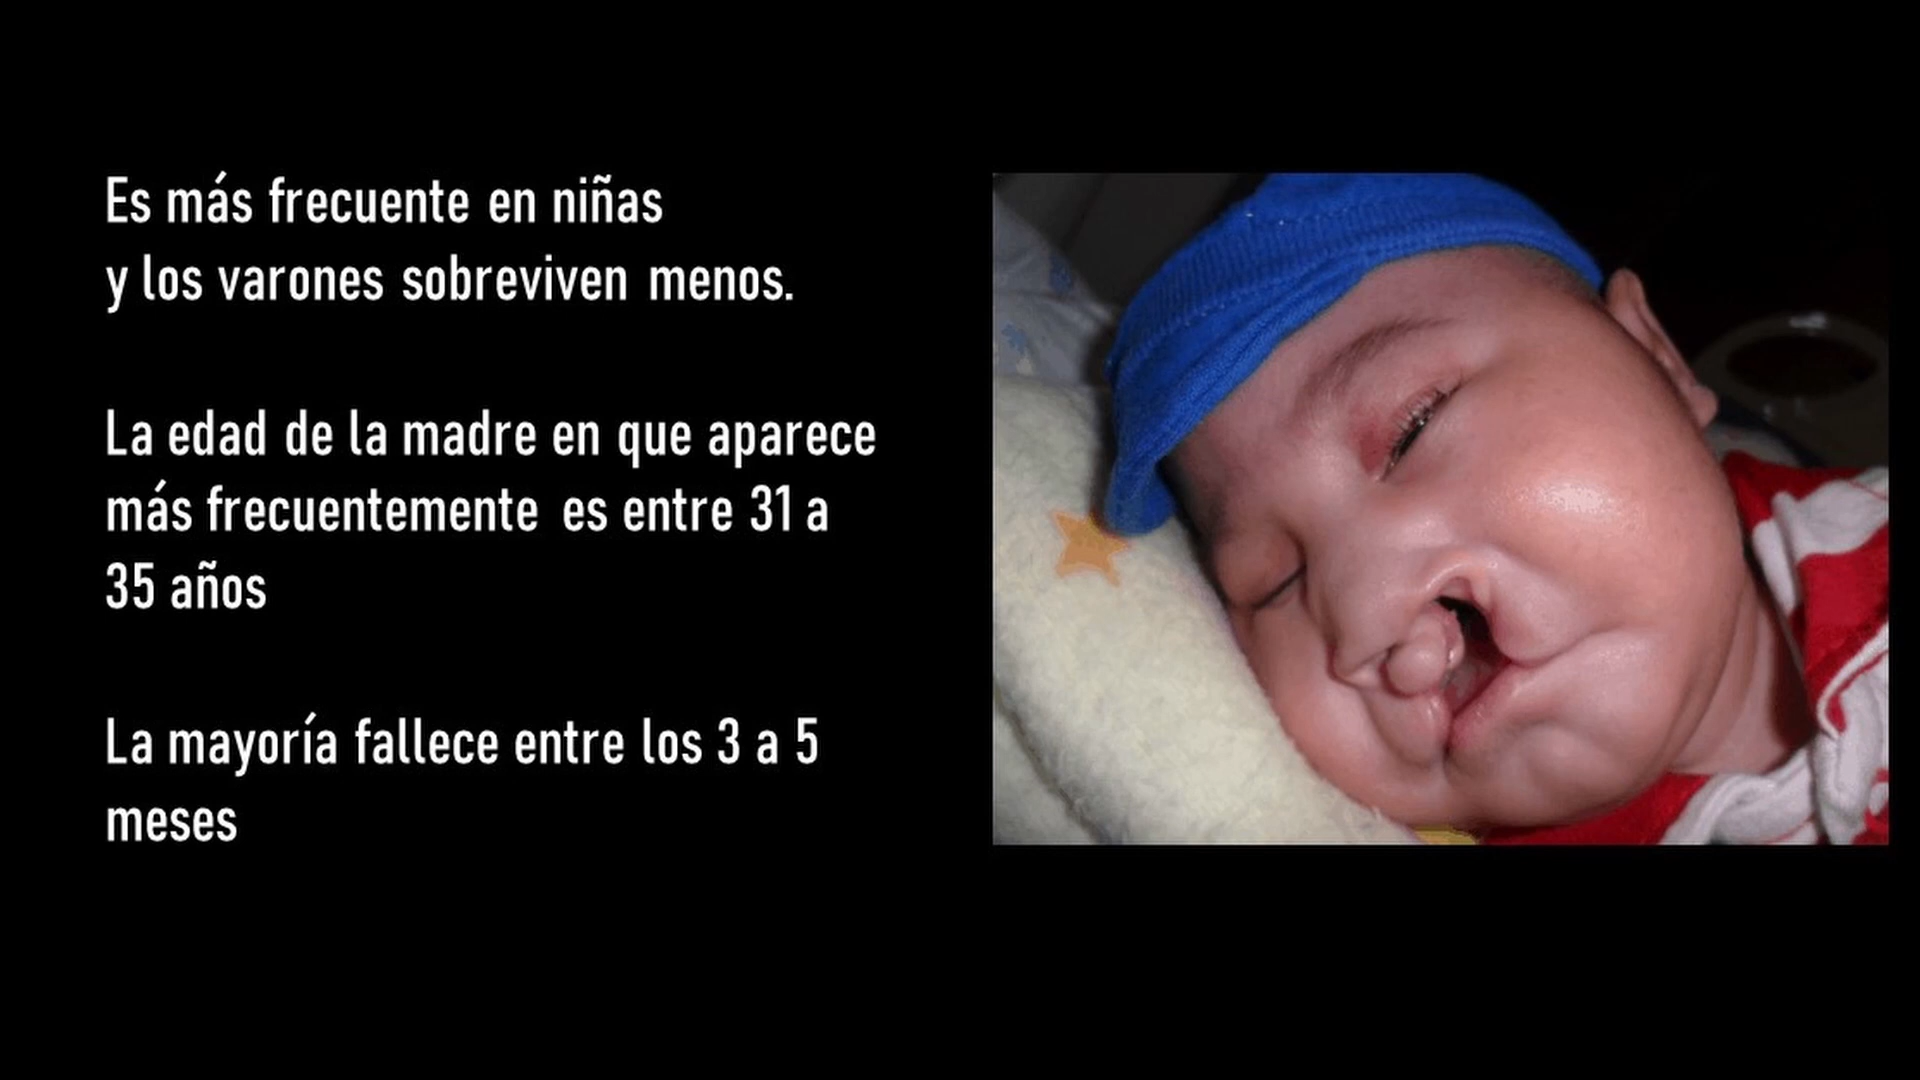 Es más frecuente en niñas
y los varones sobreviven menos.
La edad de la madre en que aparece
más frecuentemente es entre 31 a
35 años
La mayoría fallece entre los 3 a 5
meses